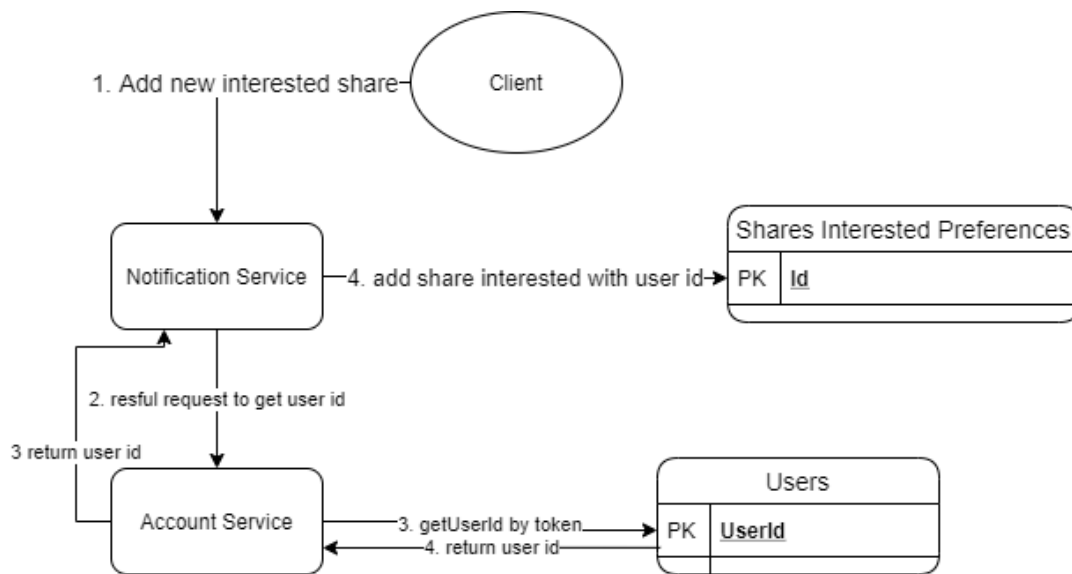 Client
1. Add new interested share
Shares Interested Preferences
Notification Service
4. add share interested with user id
PK
Id
2. resful request to get user id
3 return user id
Users
Account Service
3. getUserId by token
4. return user id
PK
UserId